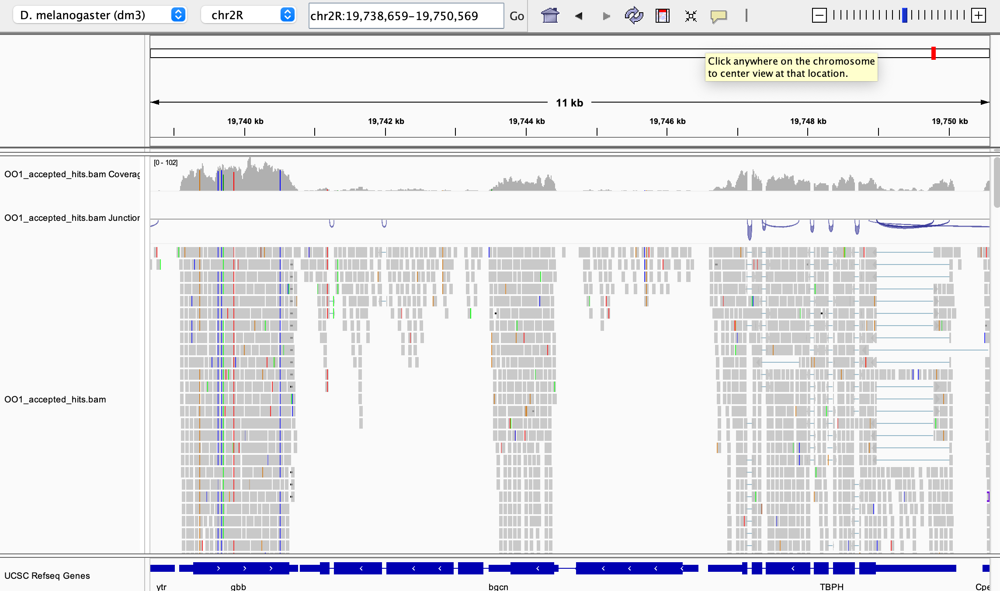 D. melanogaster (dm3)
chr2R
chr2R:19,738,659-19,750,569
Go
Click anywhere on the chromosome
to center view at that location.
11 kb
19,740 kb
19,742 kb
19,744 kb
19,746 kb
19,748 kb
19,750 kb
[0 - 102]
OO1_accepted_hits.bam Coverag
OO1_accepted_hits.bam Junction
OO1_accepted_hits.bam
UCSC Refseq Genes
ytr
gbb
bgcn
TBPH
Cpe